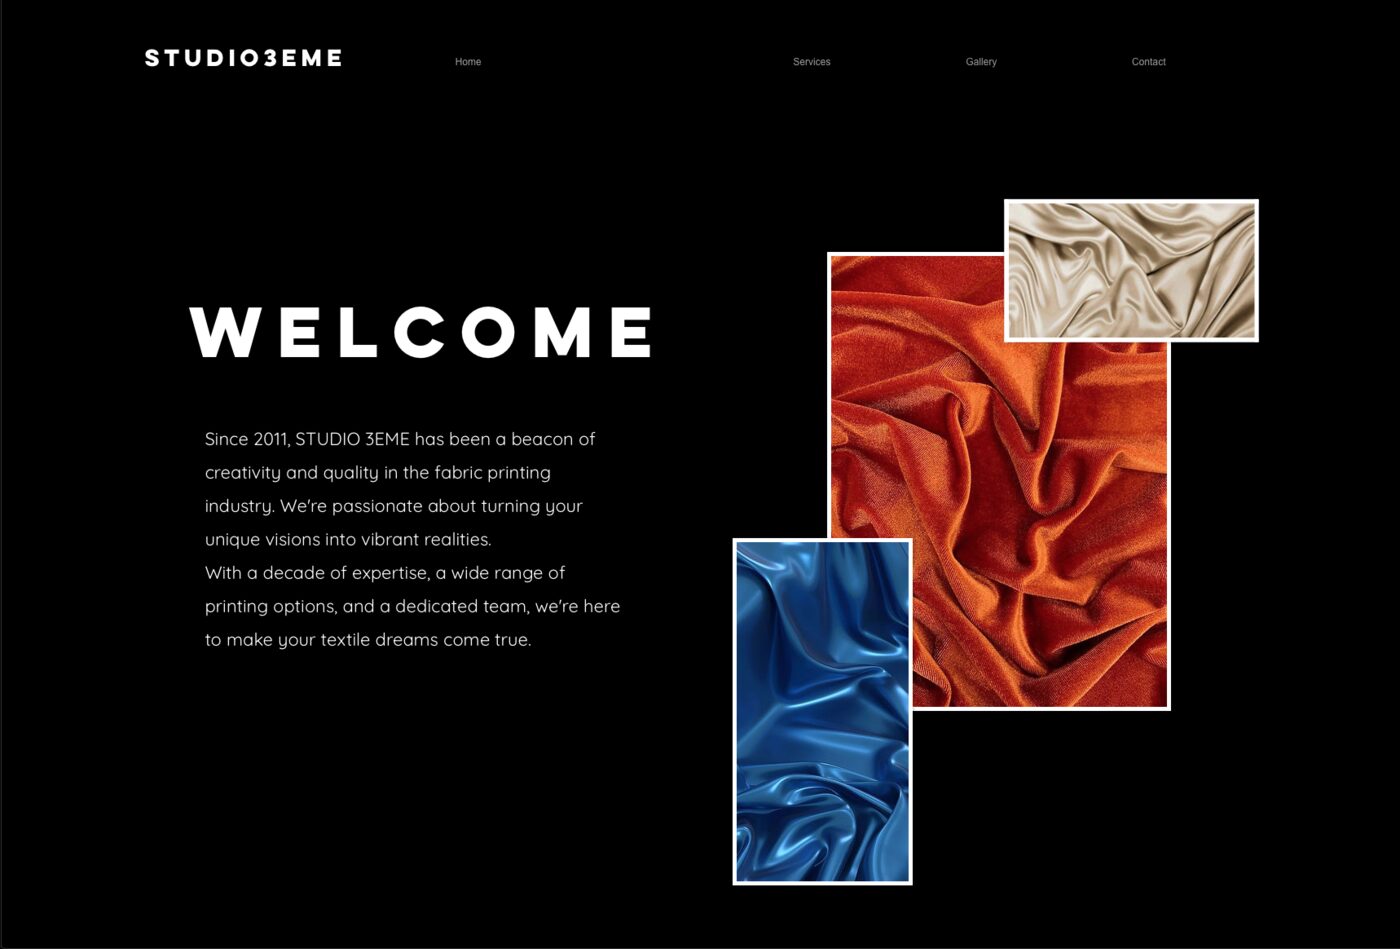 STUDIO3EME
Home
Services
Gallery
Contact
WELCOME
Since 2011, STUDIO 3EME has been a beacon of
creativity and quality in the fabric printing
industry. We're passionate about turning your
unique visions into vibrant realities.
With a decade of expertise, a wide range of
printing options, and a dedicated team, we're here
to make your textile dreams come true.